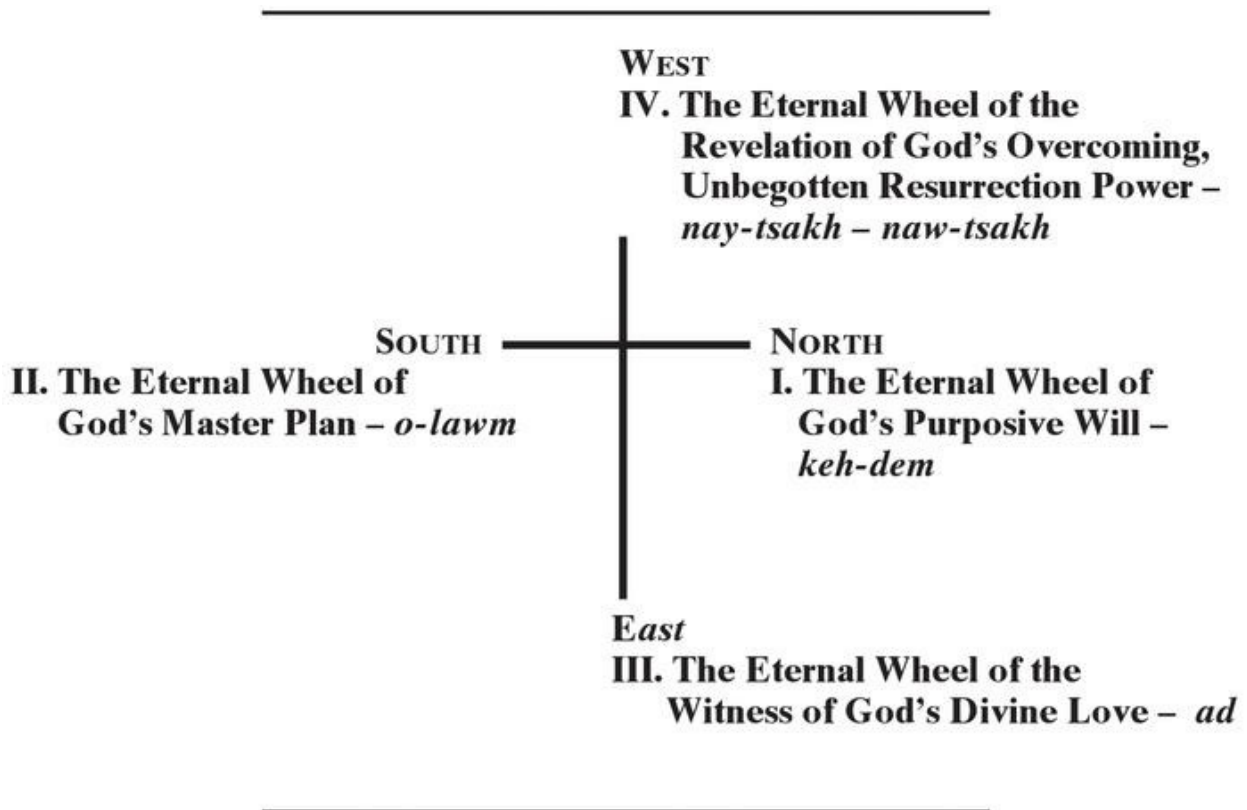 WEST
IV. The Eternal Wheel of the
Revelation of God’s Overcoming,
Unbegotten Resurrection Power –
nay-tsakh – naw-tsakh
SOUTH
II. The Eternal Wheel of
God’s Master Plan – o-lawm
NORTH
I. The Eternal Wheel of
God’s Purposive Will –
keh-dem
East
III. The Eternal Wheel of the
Witness of God’s Divine Love – ad